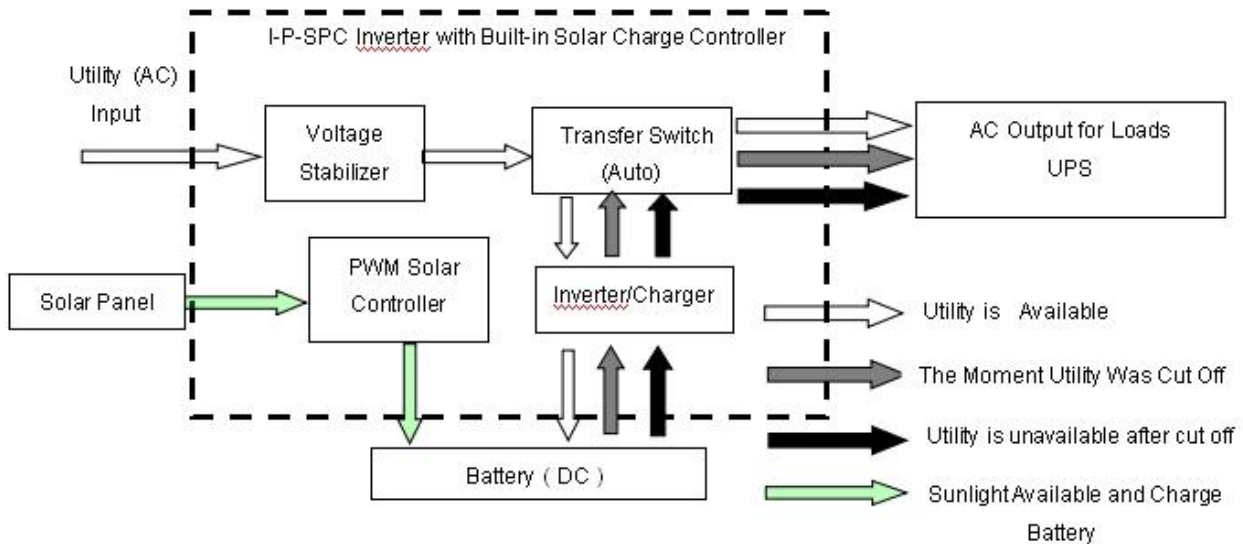 I-P-SPC Inverter with Built-in Solar Charge Controller
Utility (AC)
Input
Voltage
Stabilizer
Transfer Switch
(Auto)
AC Output for Loads
UPS
Solar Panel
PWM Solar
Controller
Inverter/Charger
Battery ( DC )
Utility is Available
The Moment Utility Was Cut Off
Utility is unavailable after cut off
Sunlight Available and Charge
Battery